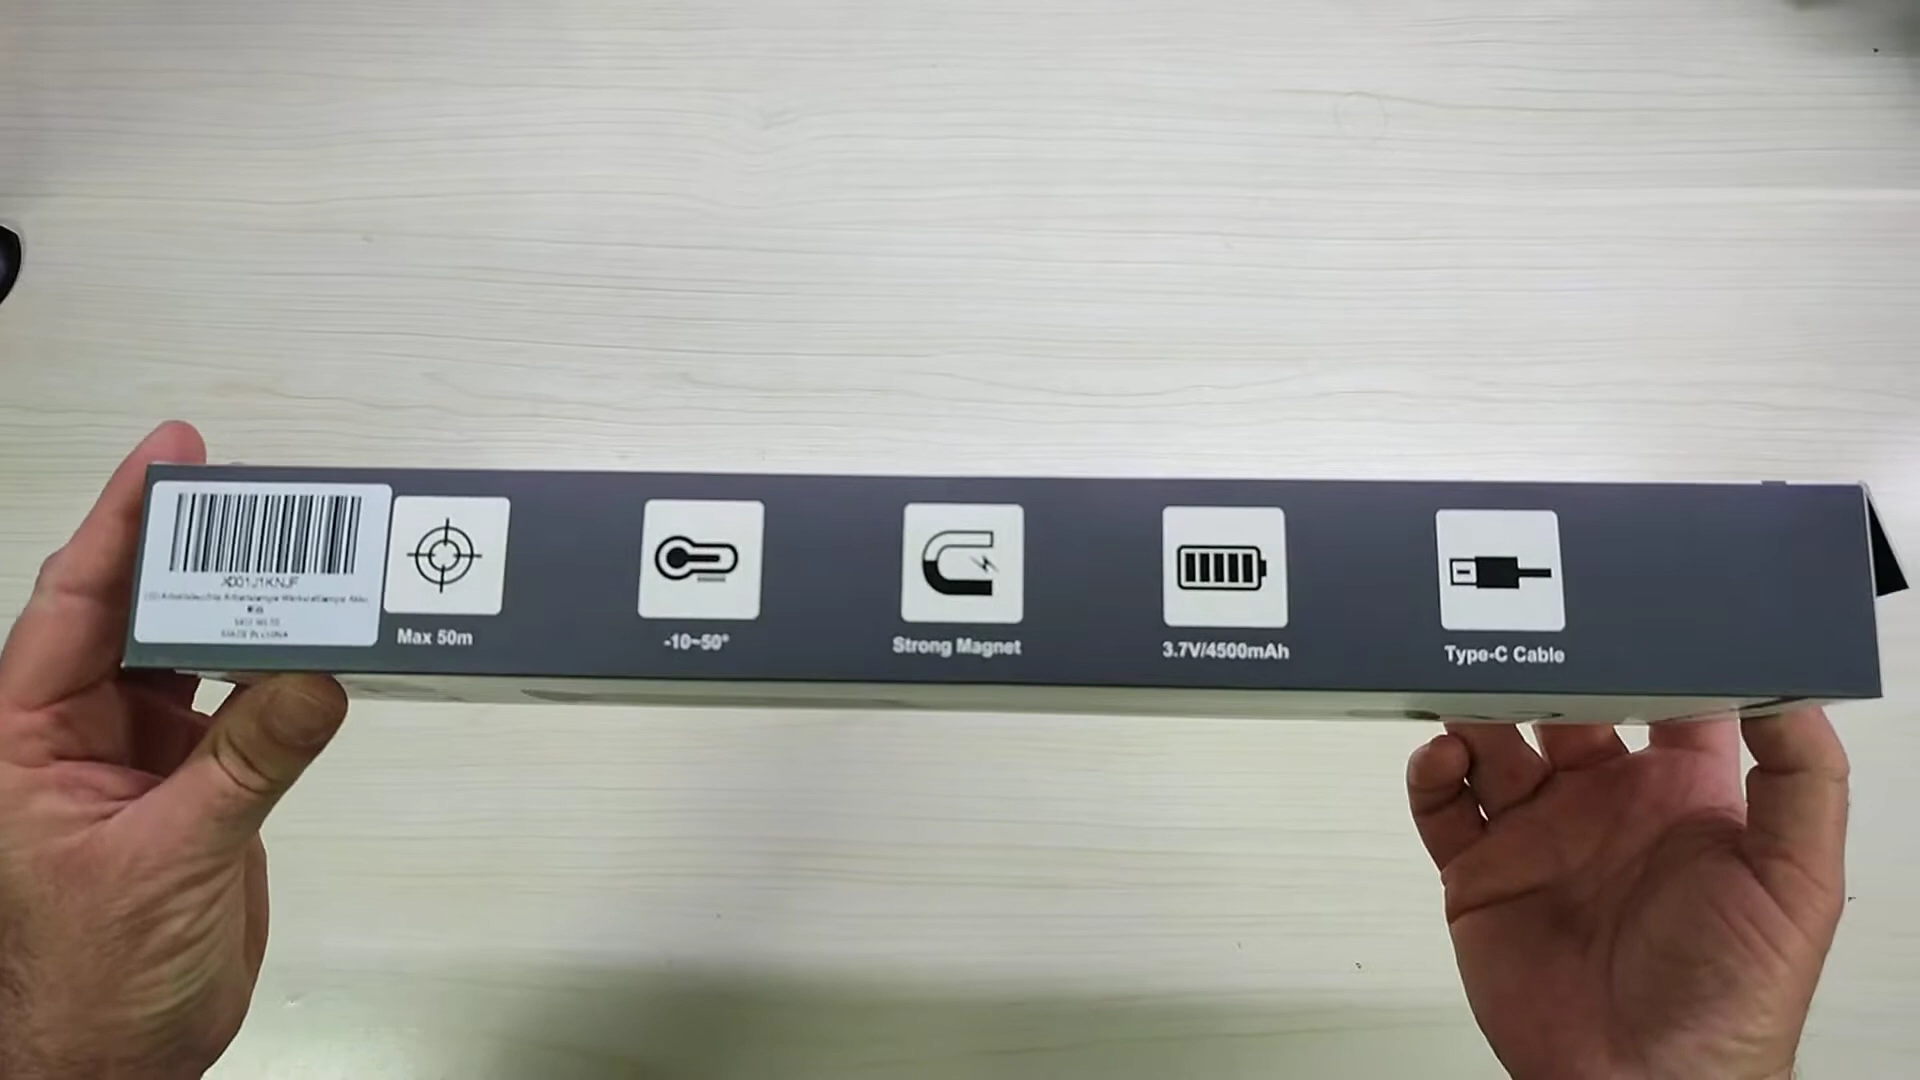 X001J1KNJF
MADE IN CHINA
Max 50m
-10~50°
Strong Magnet
3.7V/4500mAh
Type-C Cable